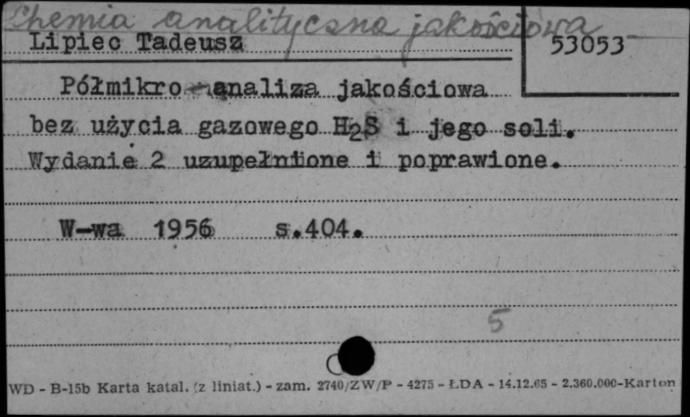 Chemia analityczna jakościowa
Lipiec Tadeusz
53053
Półmikro-analiza jakościowa
bez użycia gazowego H2S i jego soli.
Wydanie 2 uzupełnione i poprawione.
W-wa 1956 s.404.
5
WD - B-15b Karta katal. (z liniat.) - zam. 2740/ZW/P - 4275 - ŁDA - 14.12.65 - 2.360.000-Karton